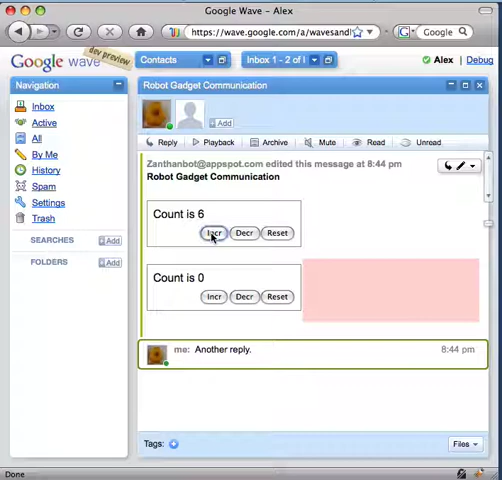 Google Wave - Alex
https://wave.google.com/a/wavesand
Google
Google wave
dev preview
Contacts
Inbox 1 - 2 of
Alex
Debug
Navigation
Inbox
Active
All
By Me
History
Spam
Settings
Trash
SEARCHES
Add
FOLDERS
Add
Robot Gadget Communication
Add
Reply
Playback
Archive
Mute
Read
Unread
Zanthanbot@appspot.com edited this message at 8:44 pm
Robot Gadget Communication
Count is 6
Incr Decr Reset
Count is 0
Incr Decr Reset
me: Another reply. 8:44 pm
Tags:
Files
Done